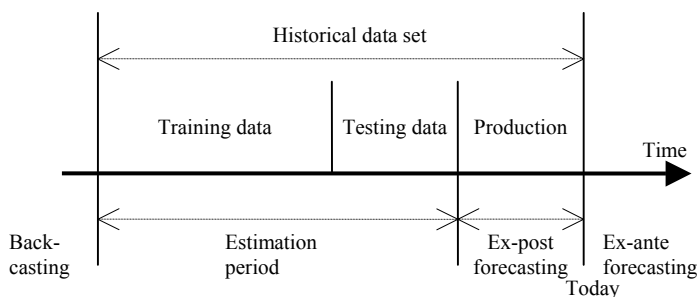 Historical data set
Training data
Testing data
Production
Time
Back-
casting
Estimation
period
Ex-post
forecasting
Ex-ante
forecasting
Today